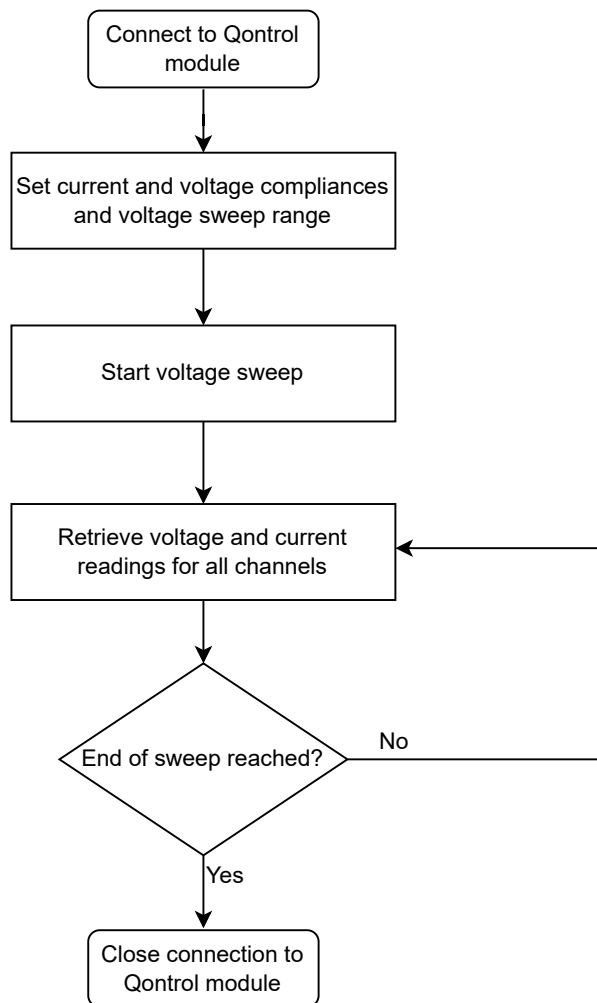 Connect to Qontrol
module
Set current and voltage compliances
and voltage sweep range
Start voltage sweep
Retrieve voltage and current
readings for all channels
End of sweep reached?
No
Yes
Close connection to
Qontrol module